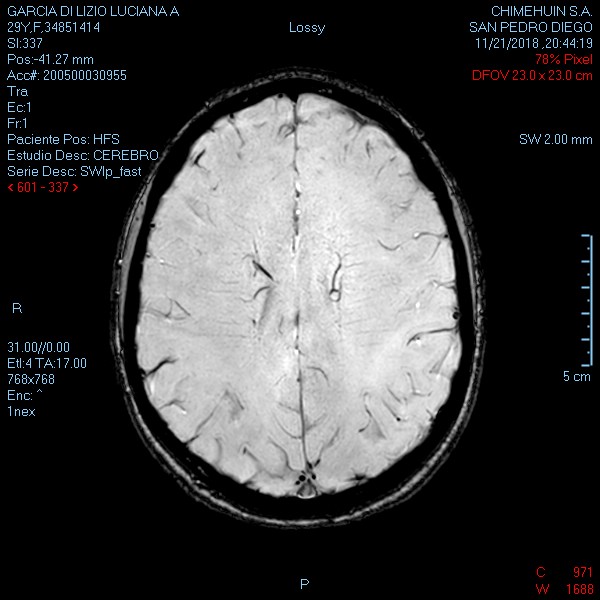 GARCIA DI LIZIO LUCIANA A
29Y,F,34851414
Sl:337
Pos:-41.27 mm
Acc#: 200500030955
Tra
Ec:1
Fr:1
Paciente Pos: HFS
Estudio Desc: CEREBRO
Serie Desc: SWIp_fast
< 601 - 337 >
Lossy
CHIMEHUIN S.A.
SAN PEDRO DIEGO
11/21/2018 ,20:44:19
78% Pixel
DFOV 23.0 x 23.0 cm
SW 2.00 mm
R
31.00//0.00
Etl:4 TA:17.00
768x768
Enc: ^
1nex
5 cm
P
C 971
W 1688